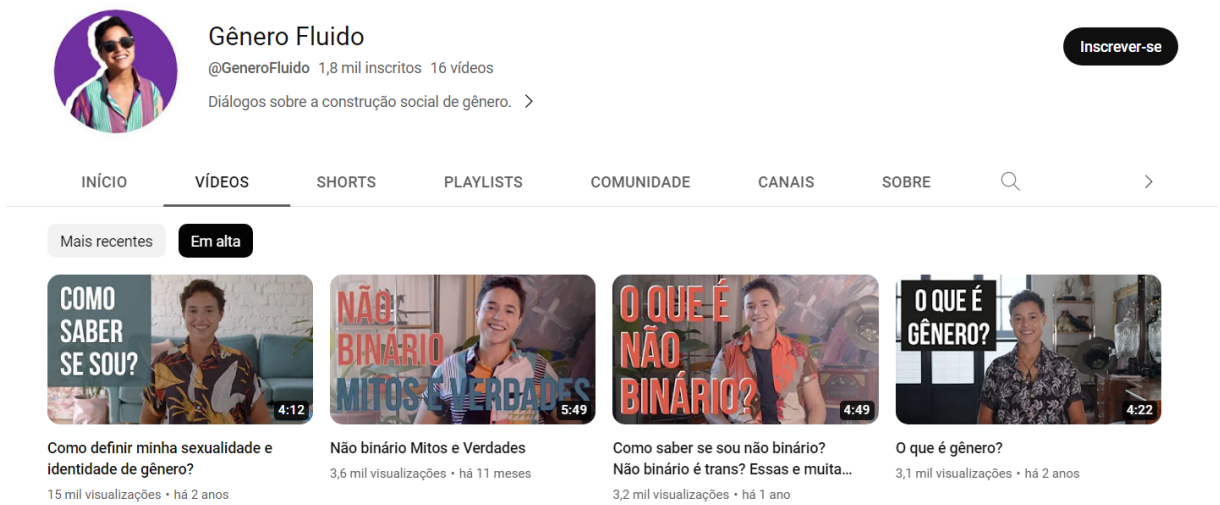 Gênero Fluido
@GeneroFluido 1,8 mil inscritos 16 vídeos
Diálogos sobre a construção social de gênero.
Inscrever-se
INÍCIO VÍDEOS SHORTS PLAYLISTS COMUNIDADE CANAIS SOBRE
Mais recentes Em alta
COMO
SABER
SE SOU?
4:12
NÃO
BINÁRIO
MITOS E VERDADES
5:49
O QUE É
NÃO
BINÁRIO?
4:49
O QUE É
GÊNERO?
4:22
Como definir minha sexualidade e
identidade de gênero?
15 mil visualizações • há 2 anos
Não binário Mitos e Verdades
3,6 mil visualizações • há 11 meses
Como saber se sou não binário?
Não binário é trans? Essas e muita...
3,2 mil visualizações • há 1 ano
O que é gênero?
3,1 mil visualizações • há 2 anos